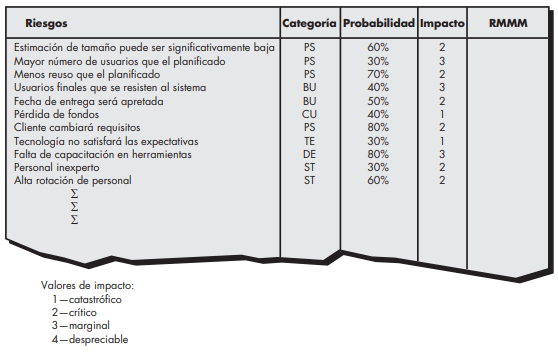 Riesgos Categoría Probabilidad Impacto RMMM
Estimación de tamaño puede ser significativamente baja PS 60% 2
Mayor número de usuarios que el planificado PS 30% 3
Menos reuso que el planificado PS 70% 2
Usuarios finales que se resisten al sistema BU 40% 3
Fecha de entrega será apretada BU 50% 2
Pérdida de fondos CU 40% 1
Cliente cambiará requisitos PS 80% 2
Tecnología no satisfará las expectativas TE 30% 1
Falta de capacitación en herramientas DE 80% 3
Personal inexperto ST 30% 2
Alta rotación de personal ST 60% 2
Σ
Σ
Σ
Valores de impacto:
1—catastrófico
2—crítico
3—marginal
4—despreciable